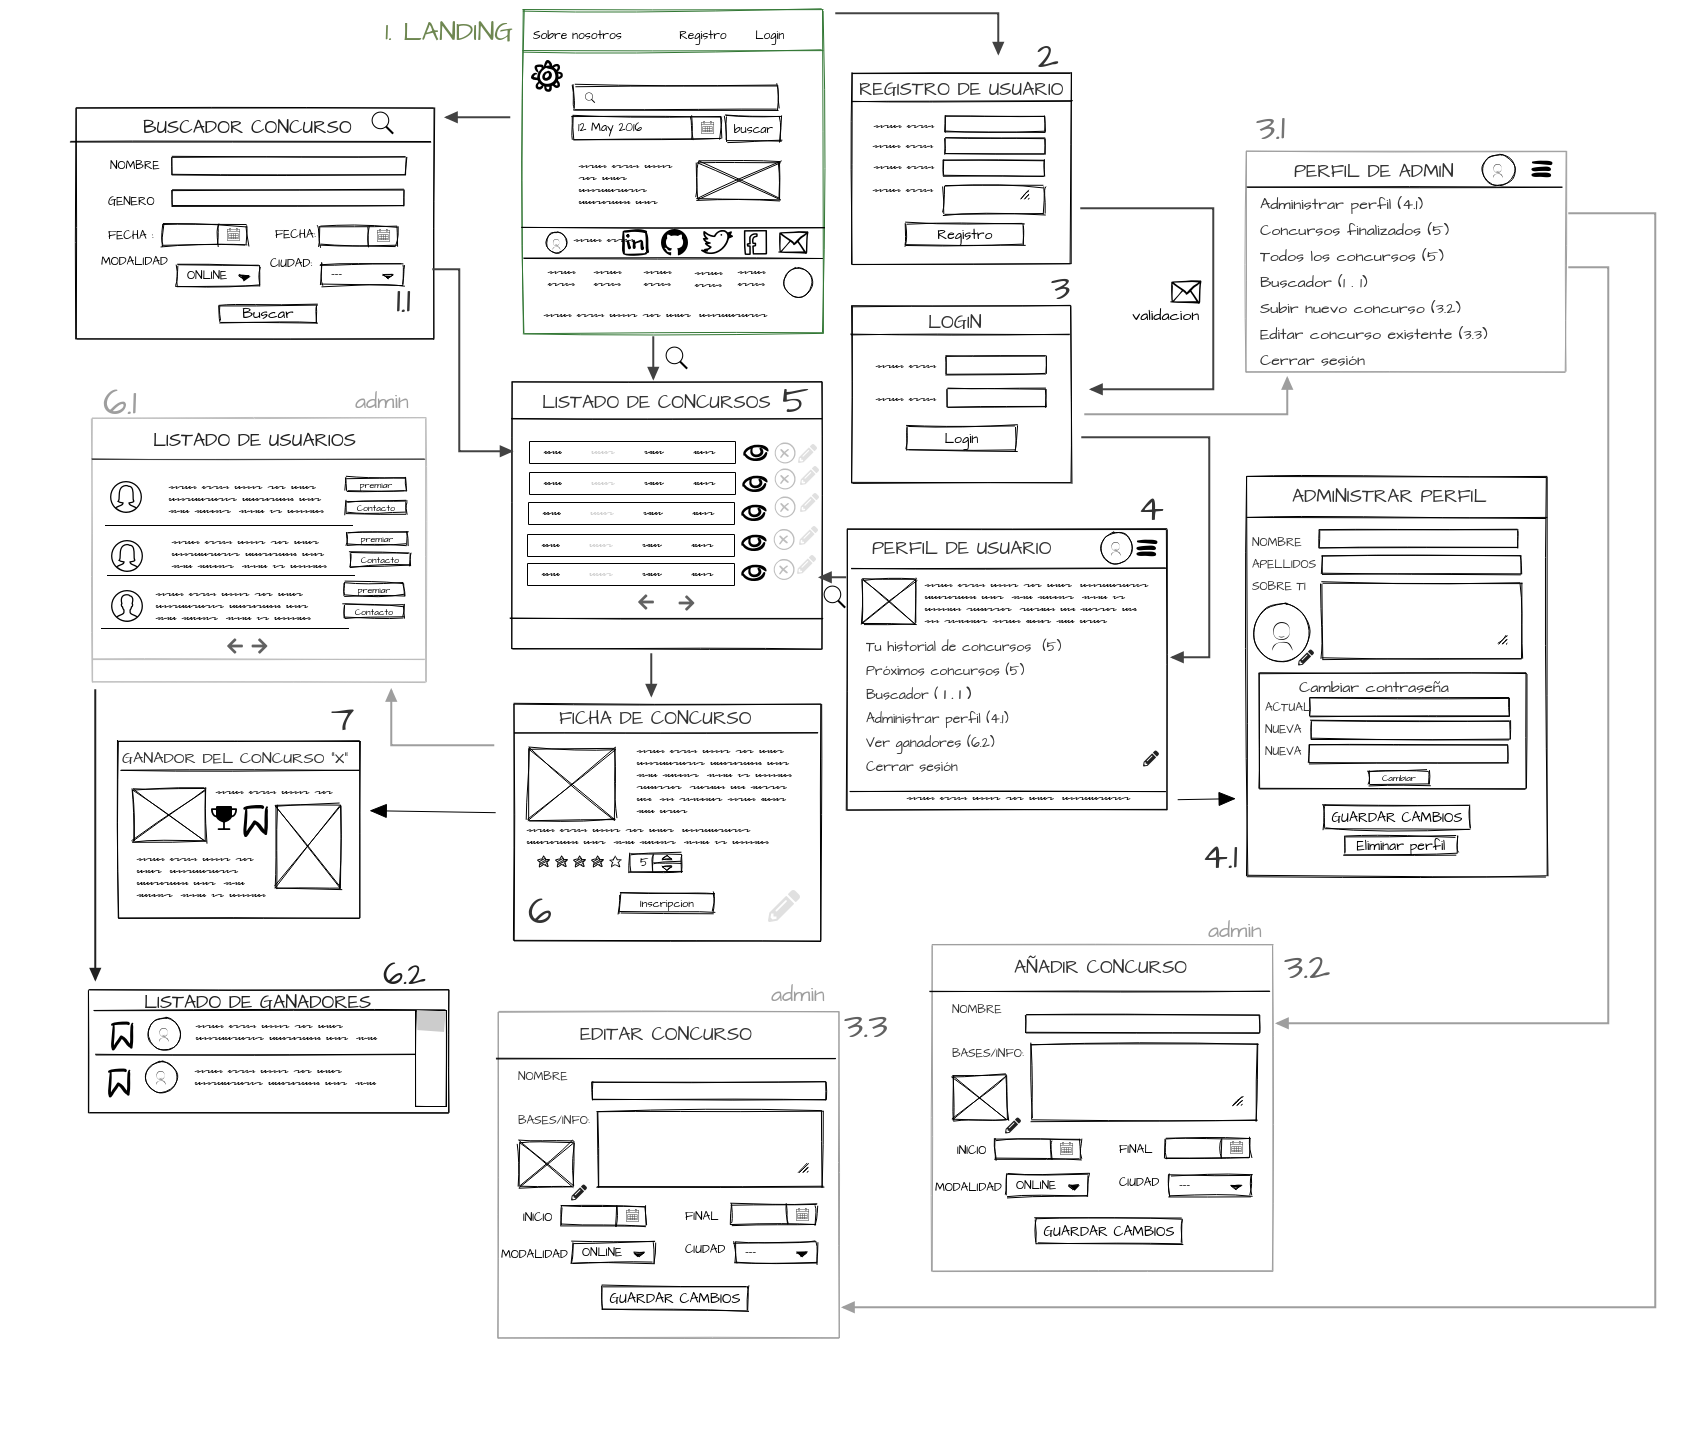 1. LANDING
Sobre nosotros Registro Login
12 May 2016 buscar
2
REGISTRO DE USUARIO
Registro
BUSCADOR CONCURSO
NOMBRE
GENERO
FECHA : FECHA:
MODALIDAD ONLINE CIUDAD: ---
Buscar
1.1
3.1
PERFIL DE ADMIN
Administrar perfil (4.1)
Concursos finalizados (5)
Todos los concursos (5)
Buscador (1 . 1)
Subir nuevo concurso (3.2)
Editar concurso existente (3.3)
Cerrar sesión
validacion
3
LOGIN
Login
6.1 admin
LISTADO DE USUARIOS
premiar
Contacto
premiar
Contacto
premiar
Contacto
LISTADO DE CONCURSOS 5
4
PERFIL DE USUARIO
Tu historial de concursos (5)
Próximos concursos (5)
Buscador ( 1 . 1 )
Administrar perfil (4.1)
Ver ganadores (6.2)
Cerrar sesión
ADMINISTRAR PERFIL
NOMBRE
APELLIDOS
SOBRE TI
Cambiar contraseña
ACTUAL
NUEVA
NUEVA
Cambiar
GUARDAR CAMBIOS
Eliminar perfil
4.1
7
GANADOR DEL CONCURSO "X"
FICHA DE CONCURSO
5
Inscripcion
6
6.2
LISTADO DE GANADORES
admin
3.2
AÑADIR CONCURSO
NOMBRE
BASES/INFO:
INICIO FINAL
MODALIDAD ONLINE CIUDAD ---
GUARDAR CAMBIOS
admin
3.3
EDITAR CONCURSO
NOMBRE
BASES/INFO:
INICIO FINAL
MODALIDAD ONLINE CIUDAD ---
GUARDAR CAMBIOS